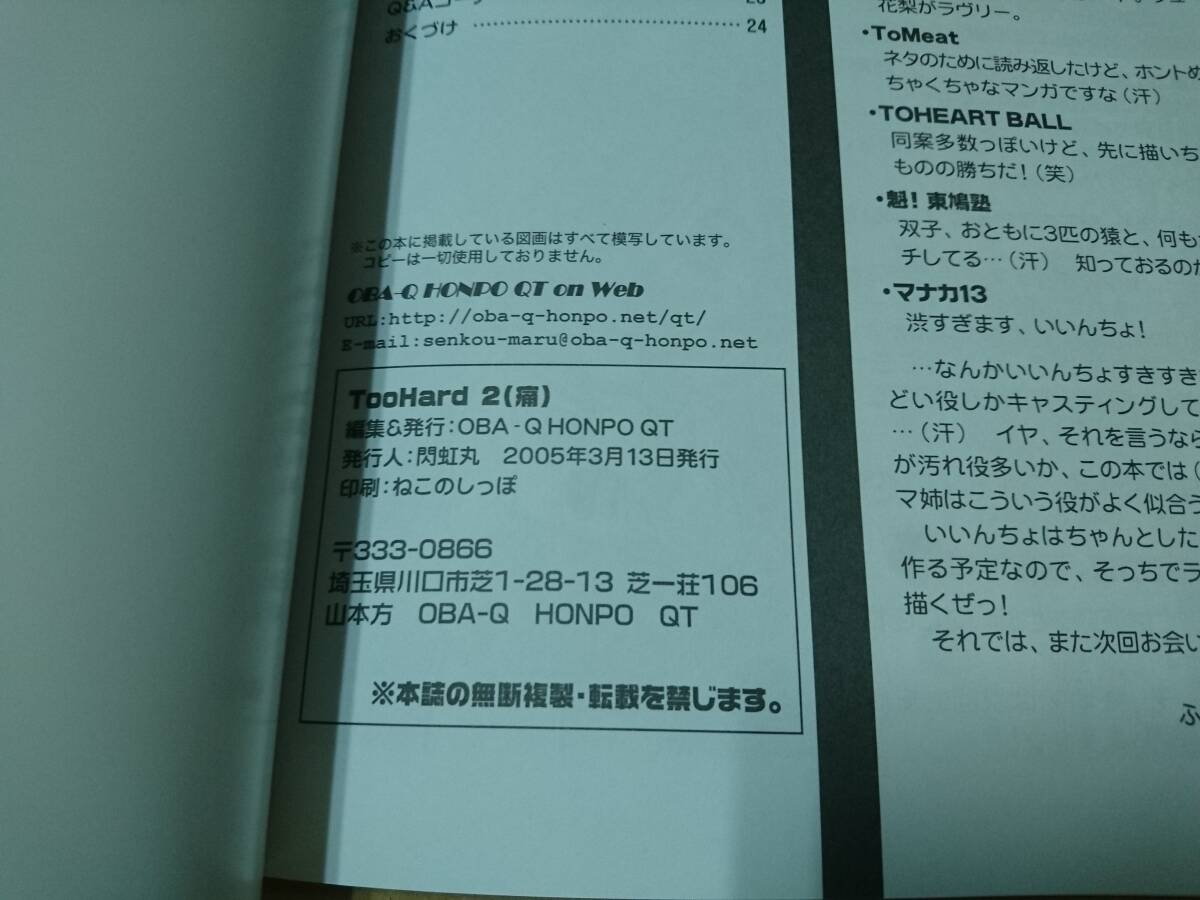 Q&Aコーナ
おくづけ ………………………… 24
※この本に掲載している図画はすべて模写しています。
コピーは一切使用しておりません。
OBA-Q HONPO QT on Web
URL:http://oba-q-honpo.net/qt/
E-mail:senkou-maru@oba-q-honpo.net
TooHard 2(痛)
編集&発行:OBA-Q HONPO QT
発行人:閃虹丸 2005年3月13日発行
印刷:ねこのしっぽ
〒333-0866
埼玉県川口市芝1-28-13 芝一荘106
山本方 OBA-Q HONPO QT
※本誌の無断複製・転載を禁じます。
花梨がラヴリー。
・ToMeat
ネタのために読み返したけど、ホントめ
ちゃくちゃなマンガですな(汗)
・TOHEART BALL
同案多数っぽいけど、先に描いち
ものの勝ちだ!(笑)
・魁! 東鳩塾
双子、おともに3匹の猿と、何も
チしてる…(汗) 知っておるのか
・マナカ13
渋すぎます、いいんちょ!
…なんかいいんちょすきすき
どい役しかキャスティングして
…(汗) イヤ、それを言うなら
が汚れ役多いか、この本では(
マ姉はこういう役がよく似合う
いいんちょはちゃんとした
作る予定なので、そっちでラ
描くぜっ!
それでは、また次回お会い
ふ